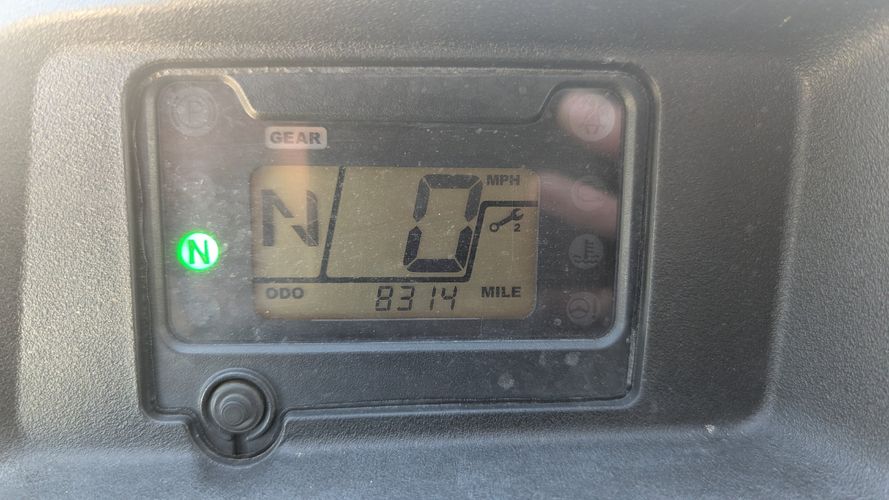 P
GEAR
N 0 MPH
2
N
ODO 8314 MILE